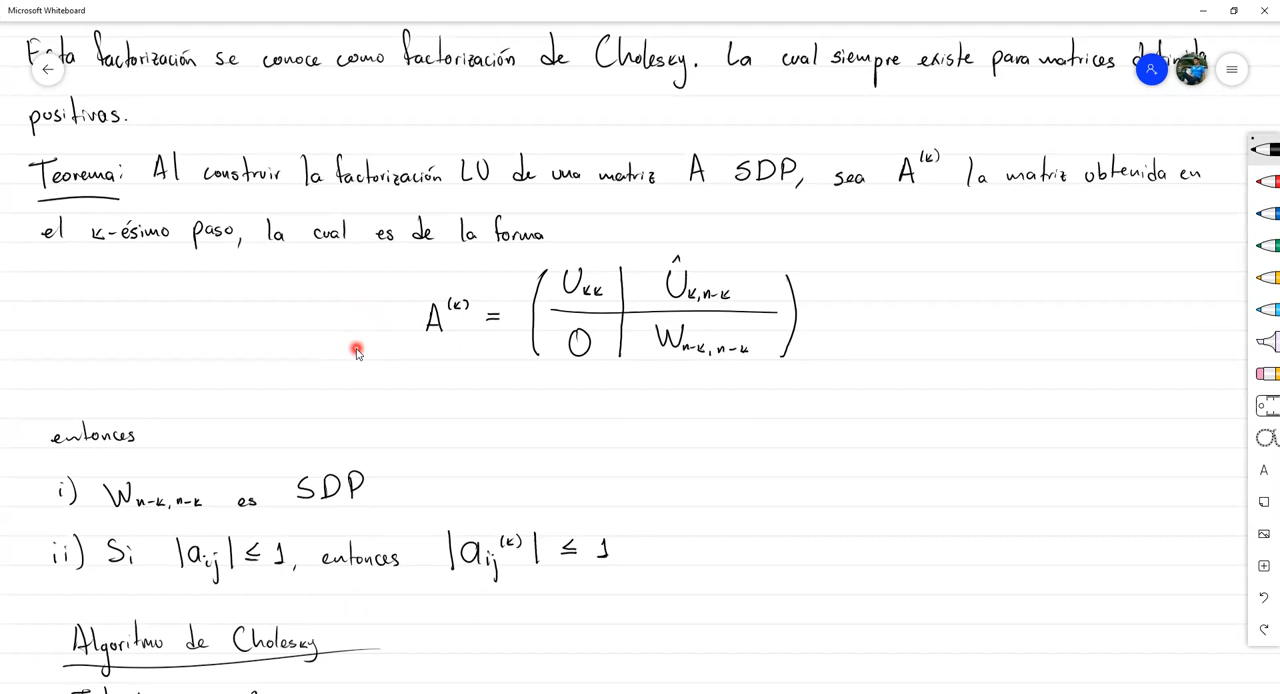 Microsoft Whiteboard
Esta factorización se conoce como factorización de Cholesky. La cual siempre existe para matrices
positivas.
Teorema: Al construir la factorización LU de una matriz A SDP, sea A^(k) la matriz obtenida en
el k-ésimo paso, la cual es de la forma
A^(k) = ( U_kk | Û_k,n-k
0 | W_n-k,n-k )
entonces
i) W_n-k,n-k es SDP
ii) Si |a_ij| ≤ 1, entonces |a_ij^(k)| ≤ 1
Algoritmo de Cholesky